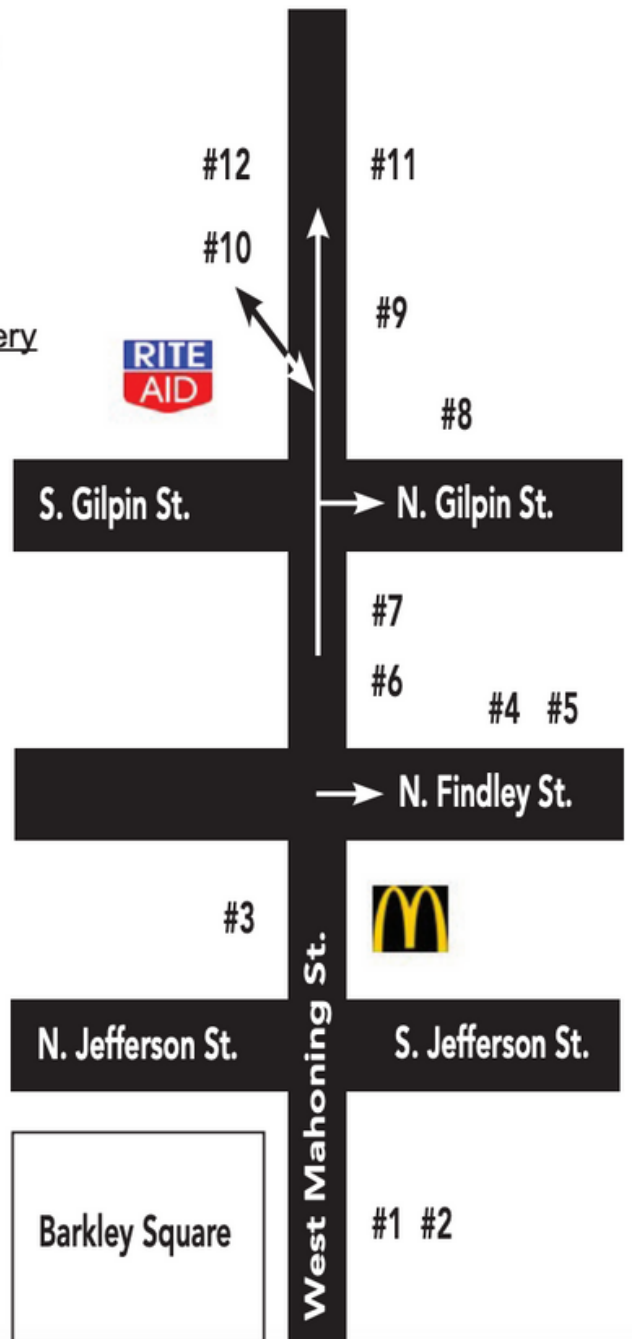 #12 #11
#10
#9
ery
RITE
AID
#8
S. Gilpin St. N. Gilpin St.
#7
#6
#4 #5
N. Findley St.
#3
N. Jefferson St. S. Jefferson St.
West Mahoning St.
Barkley Square #1 #2